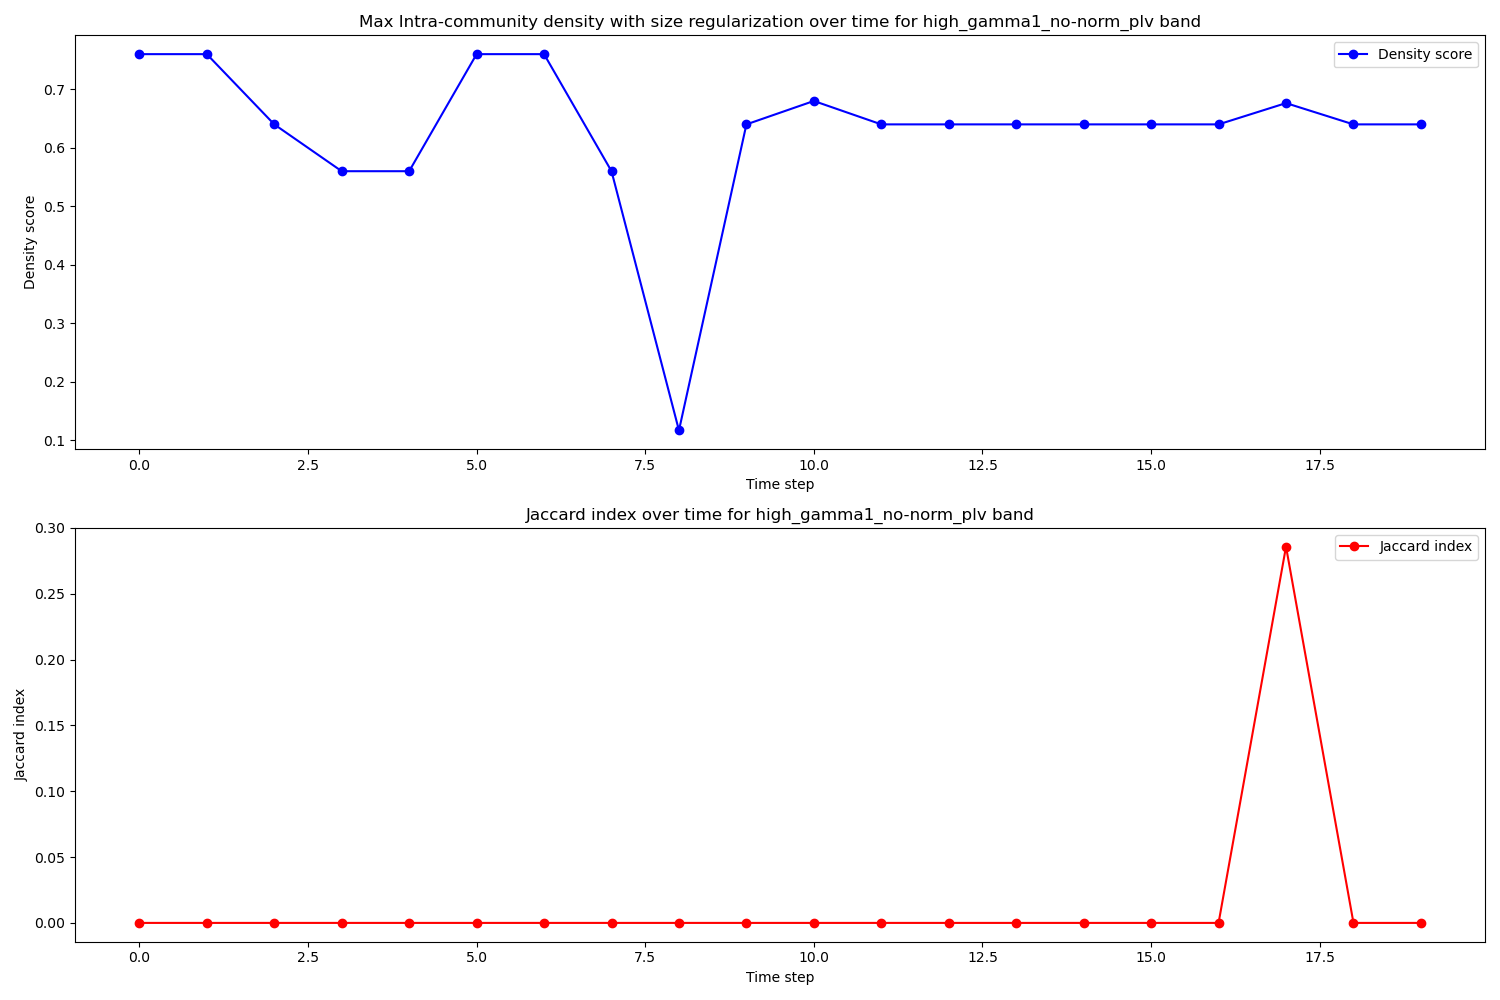 Max Intra-community density with size regularization over time for high_gamma1_no-norm_plv band
Density score
0.7
0.6
0.5
0.4
0.3
0.2
0.1
Density score
0.0 2.5 5.0 7.5 10.0 12.5 15.0 17.5
Time step
Jaccard index over time for high_gamma1_no-norm_plv band
Jaccard index
0.30
0.25
0.20
0.15
0.10
0.05
0.00
Jaccard index
0.0 2.5 5.0 7.5 10.0 12.5 15.0 17.5
Time step